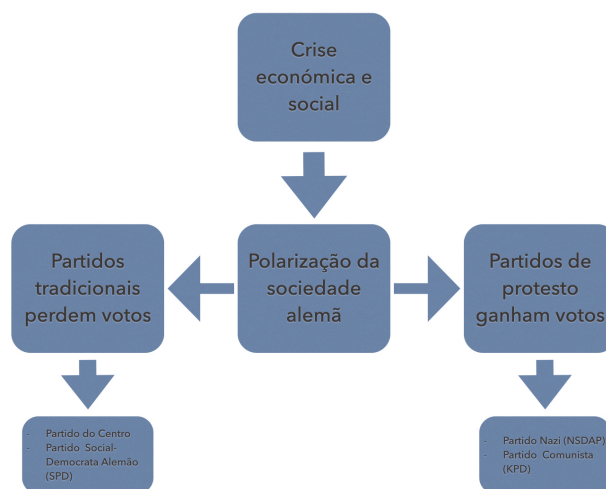 Crise
económica e
social
Partidos
tradicionais
perdem votos
Polarização da
sociedade
alemã
Partidos de
protesto
ganham votos
- Partido do Centro
- Partido Social-
Democrata Alemão
(SPD)
- Partido Nazi (NSDAP)
- Partido Comunista
(KPD)